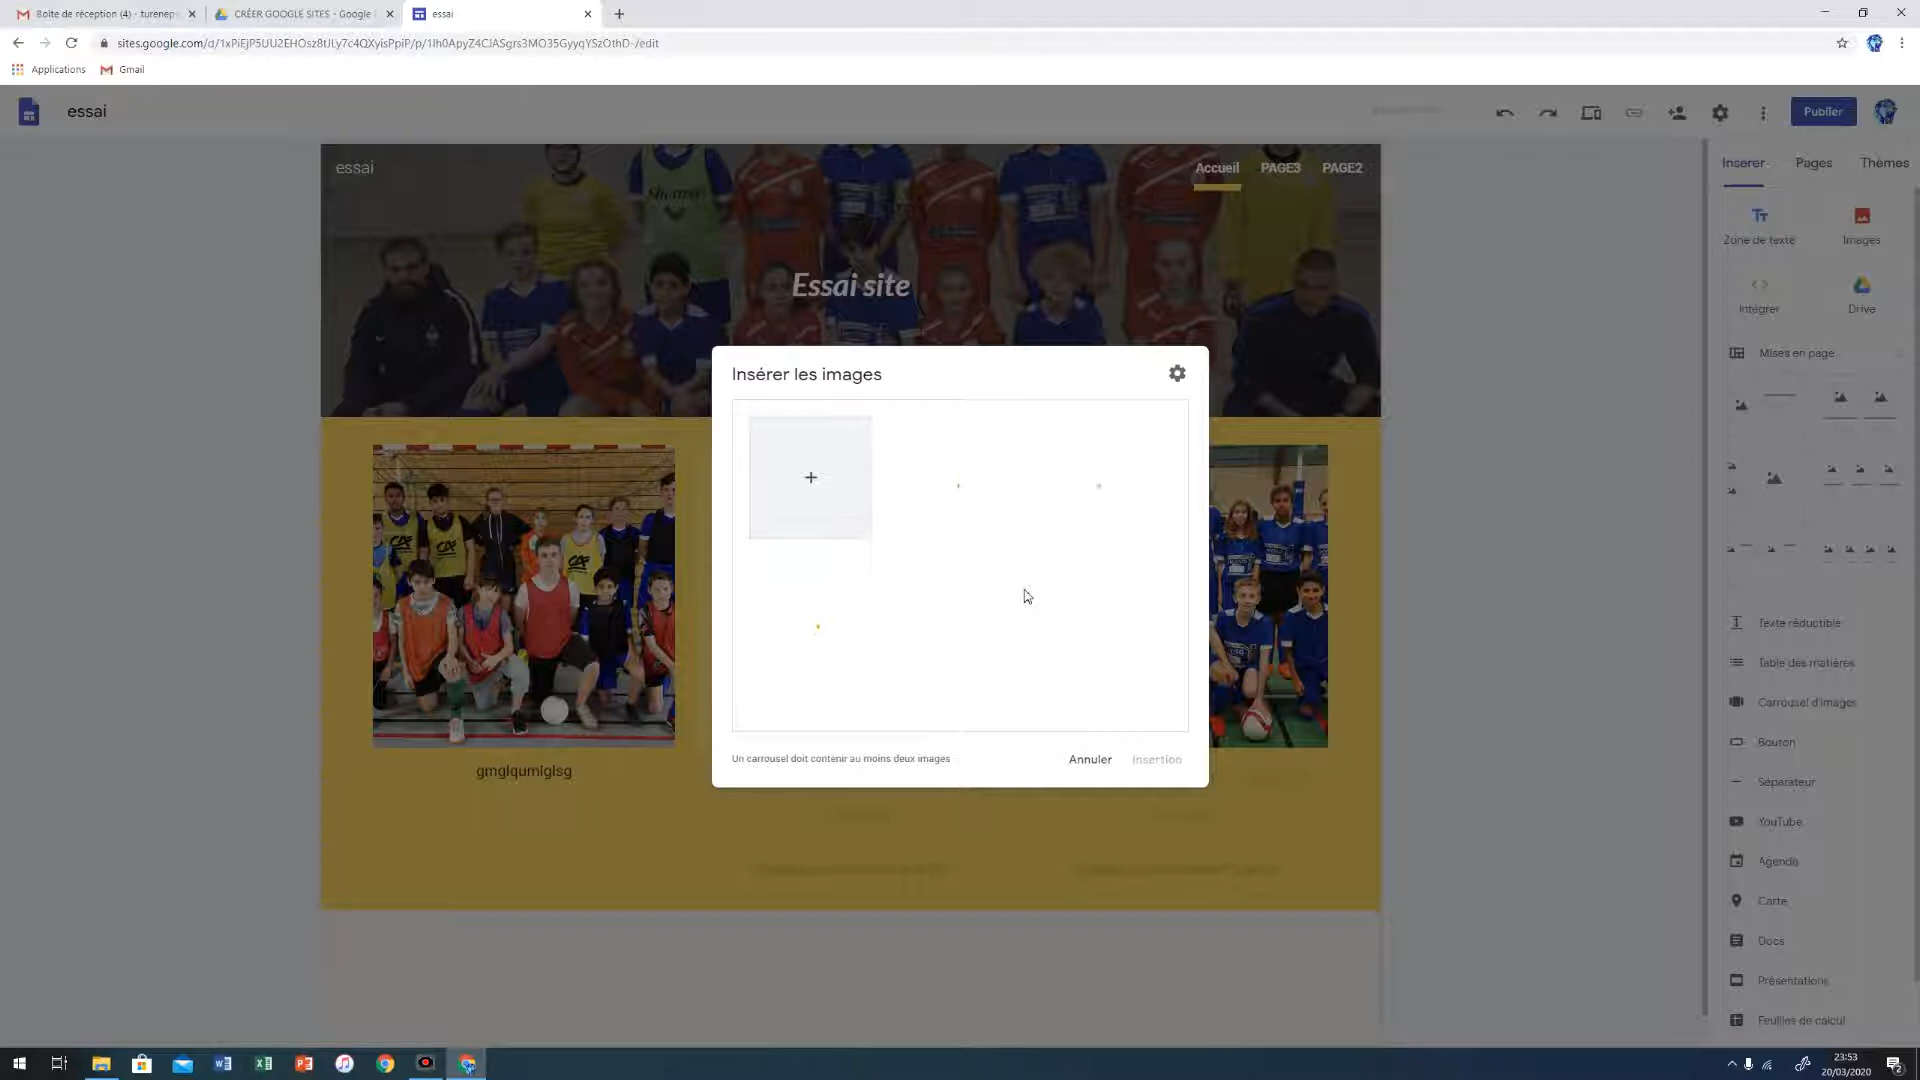 Boîte de réception (4) - turenep
CRÉER GOOGLE SITES - Google
essai
sites.google.com/d/1xPiEjP5UU2EHOsz8tJLy7c4QXyisPpiP/p/1Ih0ApyZ4CJASgrs3MO35GyyqYSzOthD-/edit
Applications
Gmail
essai
Publier
essai
Accueil
PAGE3
PAGE2
Insérer
Pages
Thèmes
Zone de texte
Images
Essai site
Intégrer
Drive
Mises en page
Insérer les images
Un carrousel doit contenir au moins deux images
Annuler
Insertion
gmglqumiglsg
Texte réductible
Table des matières
Carrousel d'images
Bouton
Séparateur
YouTube
Agenda
Carte
Docs
Présentations
Feuilles de calcul
23:53
20/03/2020